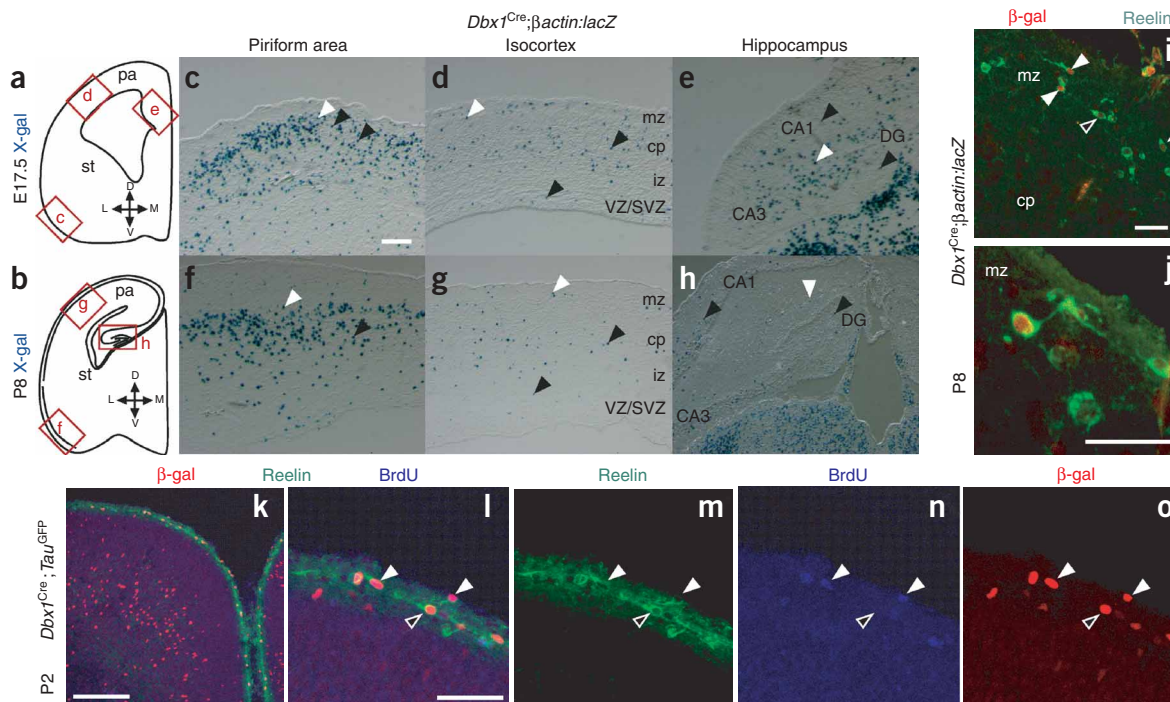 Dbx1Cre;βactin:lacZ
Piriform area
Isocortex
Hippocampus
β-gal
Reelin
a
pa
d
e
st
c
D
L
M
V
E17.5 X-gal
c
d
mz
cp
iz
VZ/SVZ
e
CA1
DG
CA3
i
mz
cp
Dbx1Cre;βactin:lacZ
b
pa
g
h
st
f
D
L
M
V
P8 X-gal
f
g
mz
cp
iz
VZ/SVZ
h
CA1
DG
CA3
j
mz
P8
β-gal
Reelin
BrdU
Reelin
BrdU
β-gal
Dbx1Cre;TauGFP
P2
k
l
m
n
o